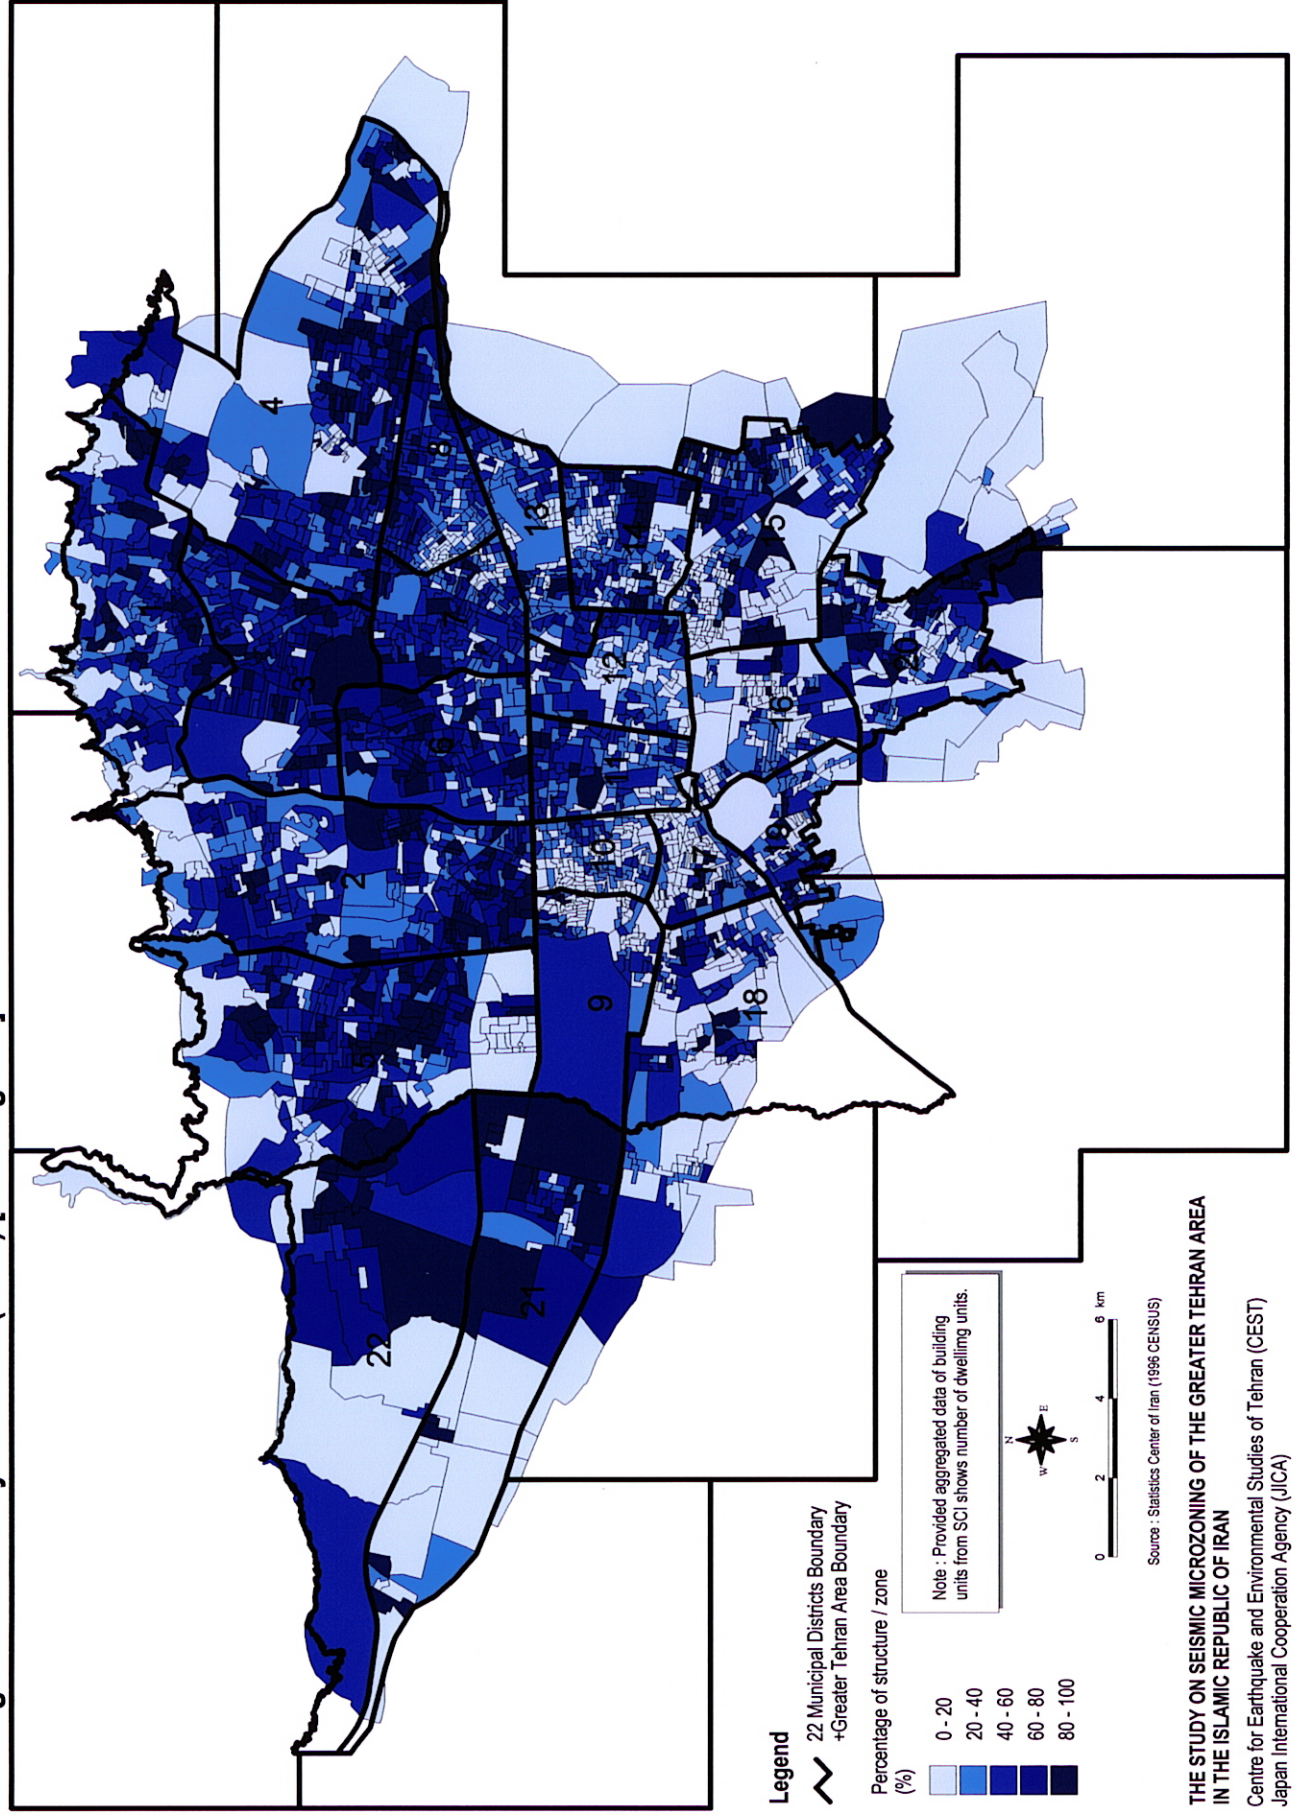 4
1
8
3
7
13
14
15
2
6
12
11
16
20
5
10
17
19
9
18
22
21
Legend
22 Municipal Districts Boundary
+Greater Tehran Area Boundary
Percentage of structure / zone
(%)
0 - 20
20 - 40
40 - 60
60 - 80
80 - 100
Note : Provided aggregated data of building
units from SCI shows number of dwelling units.
N
W
E
S
0
2
4
6 km
Source : Statistics Center of Iran (1996 CENSUS)
THE STUDY ON SEISMIC MICROZONING OF THE GREATER TEHRAN AREA
IN THE ISLAMIC REPUBLIC OF IRAN
Centre for Earthquake and Environmental Studies of Tehran (CEST)
Japan International Cooperation Agency (JICA)